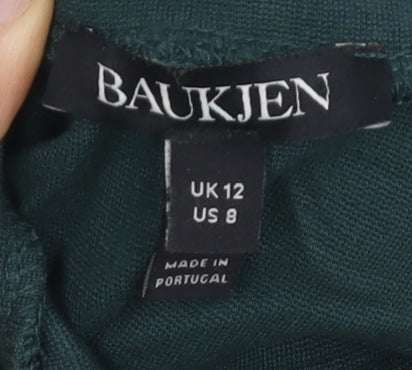 BAUKJEN
UK 12
US 8
MADE IN
PORTUGAL